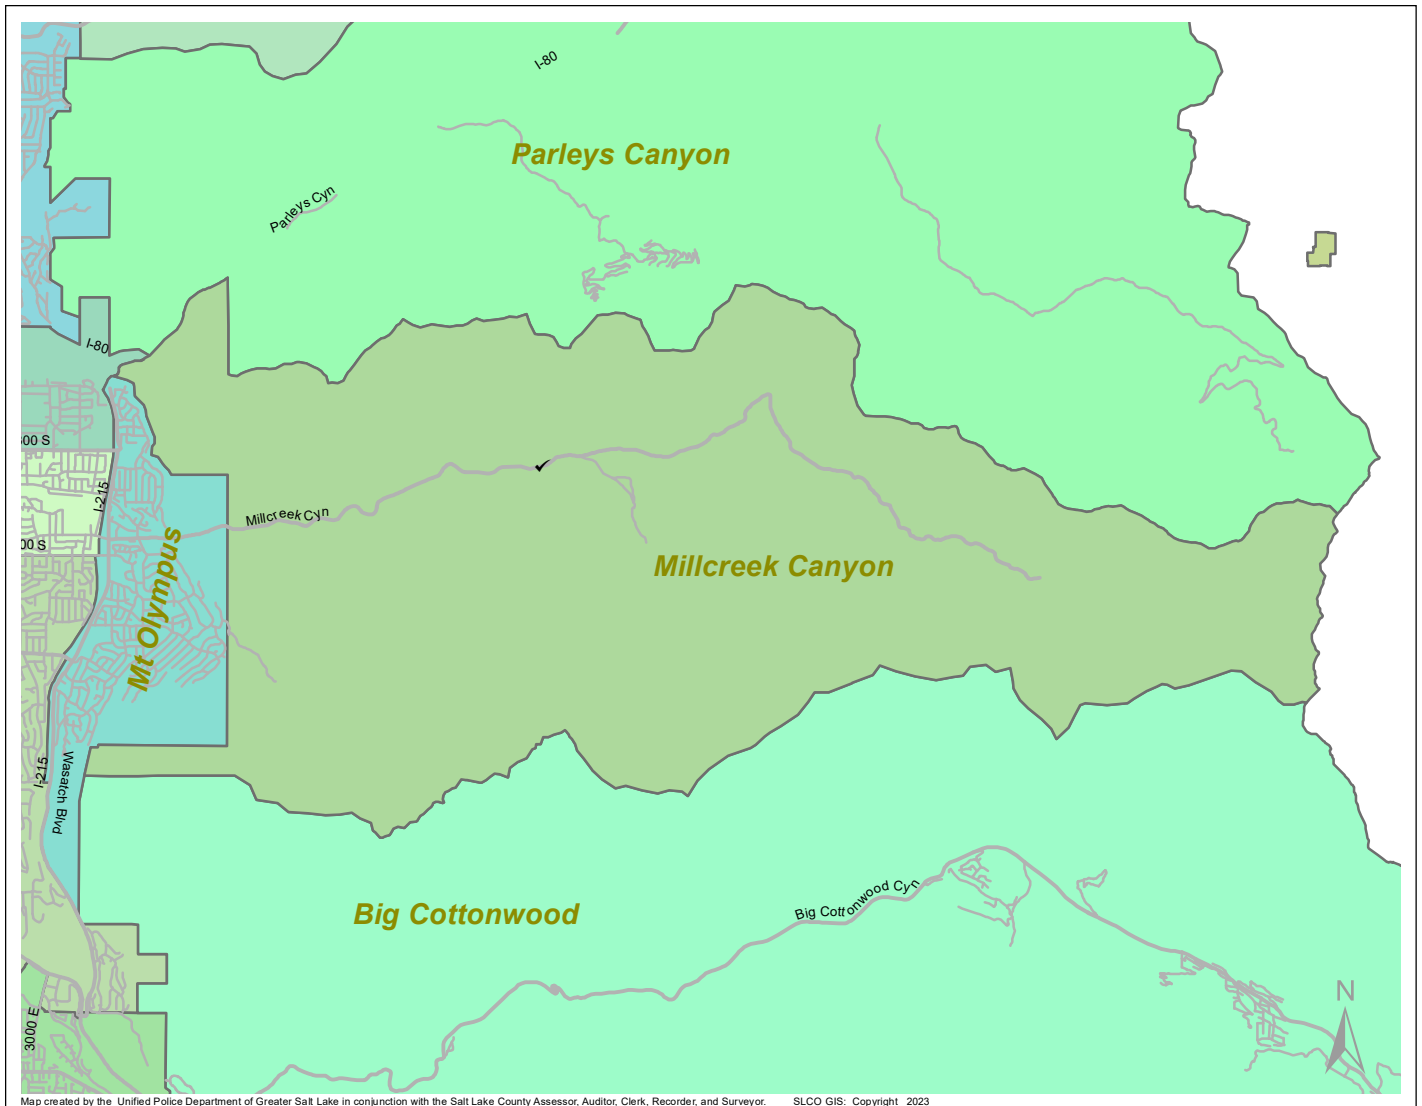 I-80
Parleys Canyon
Parleys Cyn
I-80
00 S
I-215
Millcreek Cyn
00 S
Mt Olympus
Millcreek Canyon
I-215
Wasatch Blvd
Big Cottonwood
Big Cottonwood Cyn
N
3000 E
Map created by the Unified Police Department of Greater Salt Lake in conjunction with the Salt Lake County Assessor, Auditor, Clerk, Recorder, and Surveyor. SLCO GIS: Copyright 2023